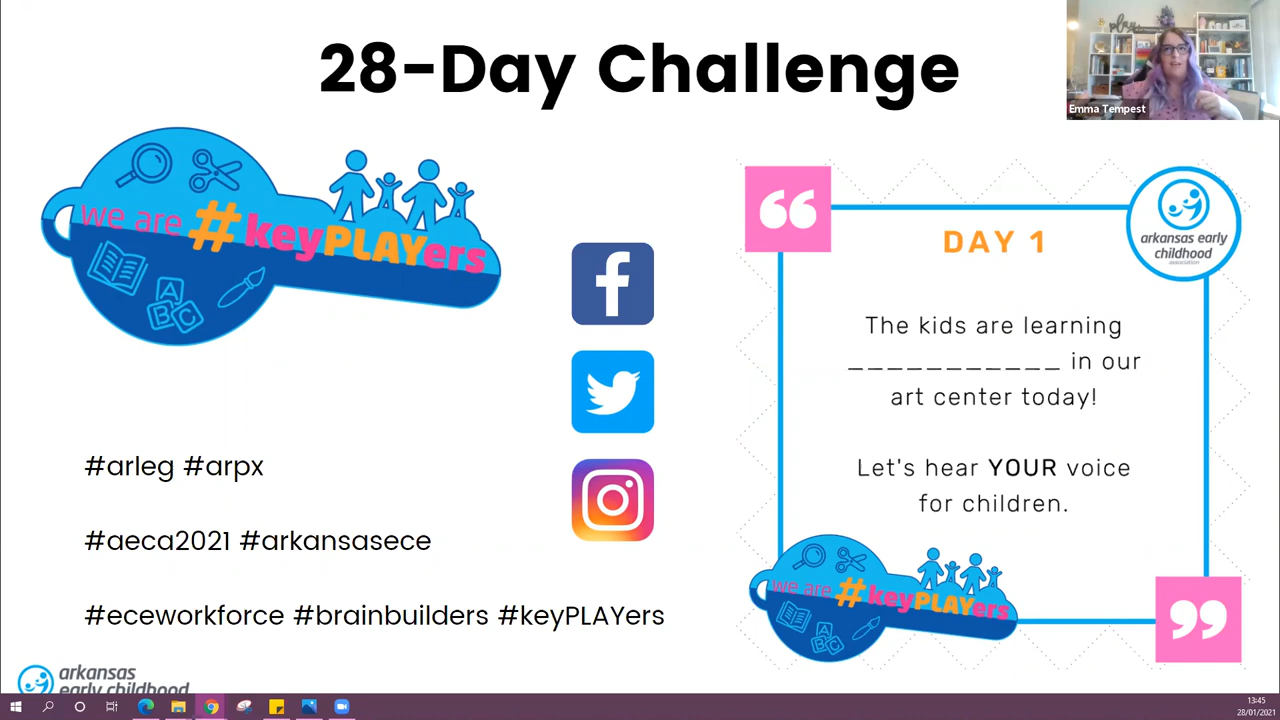 28-Day Challenge
play
Emma Tempest
we are #keyPLAYers
A
B C
#arleg #arpx
#aeca2021 #arkansasece
#eceworkforce #brainbuilders #keyPLAYers
arkansas
early childhood
DAY 1
arkansas early
childhood
association
The kids are learning
___________ in our
art center today!
Let's hear YOUR voice
for children.
we are #keyPLAYers
A
B C
13:45
28/01/2021